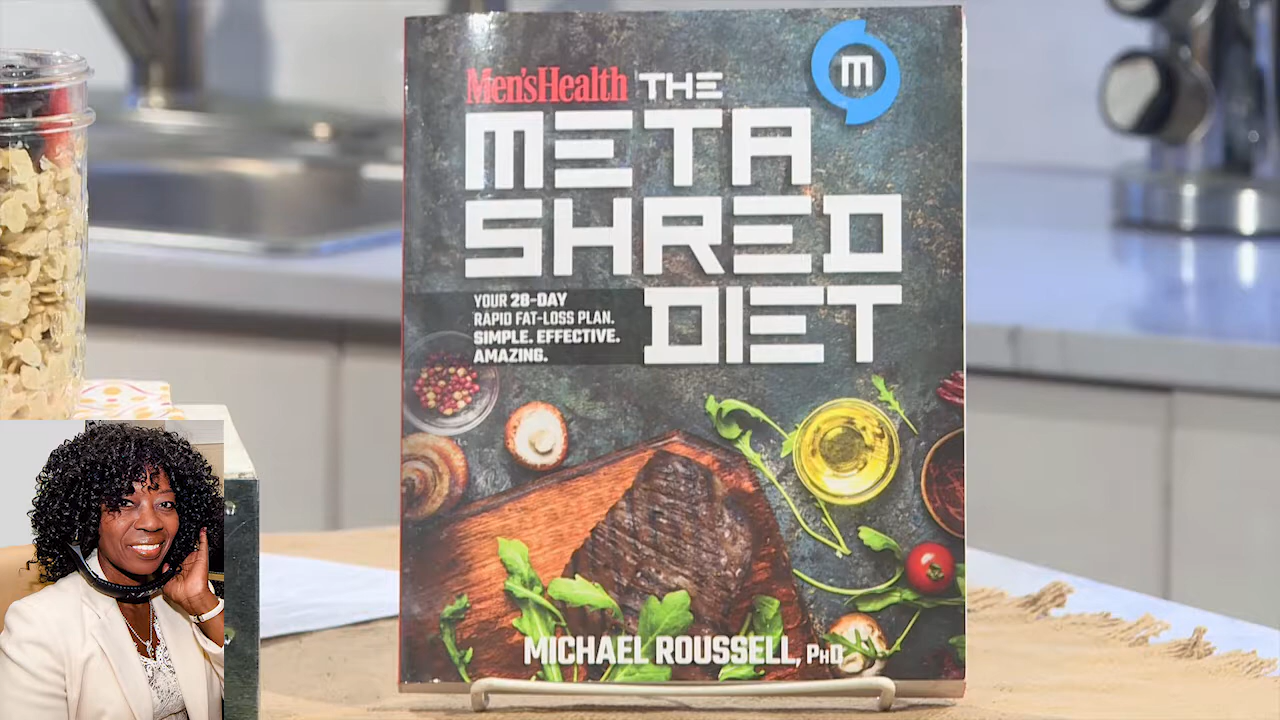 Men'sHealth THE
META
SHRED
DIET
m
YOUR 28-DAY
RAPID FAT-LOSS PLAN.
SIMPLE. EFFECTIVE.
AMAZING.
MICHAEL ROUSSELL, PHD